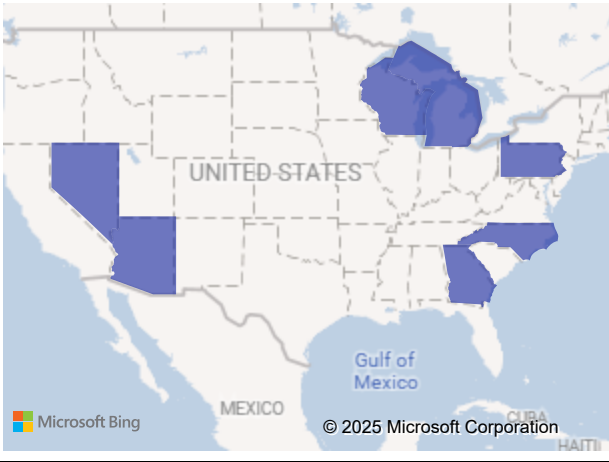 UNITED STATES
Gulf of
Mexico
MEXICO
CUBA
Microsoft Bing
© 2025 Microsoft Corporation
HAITI